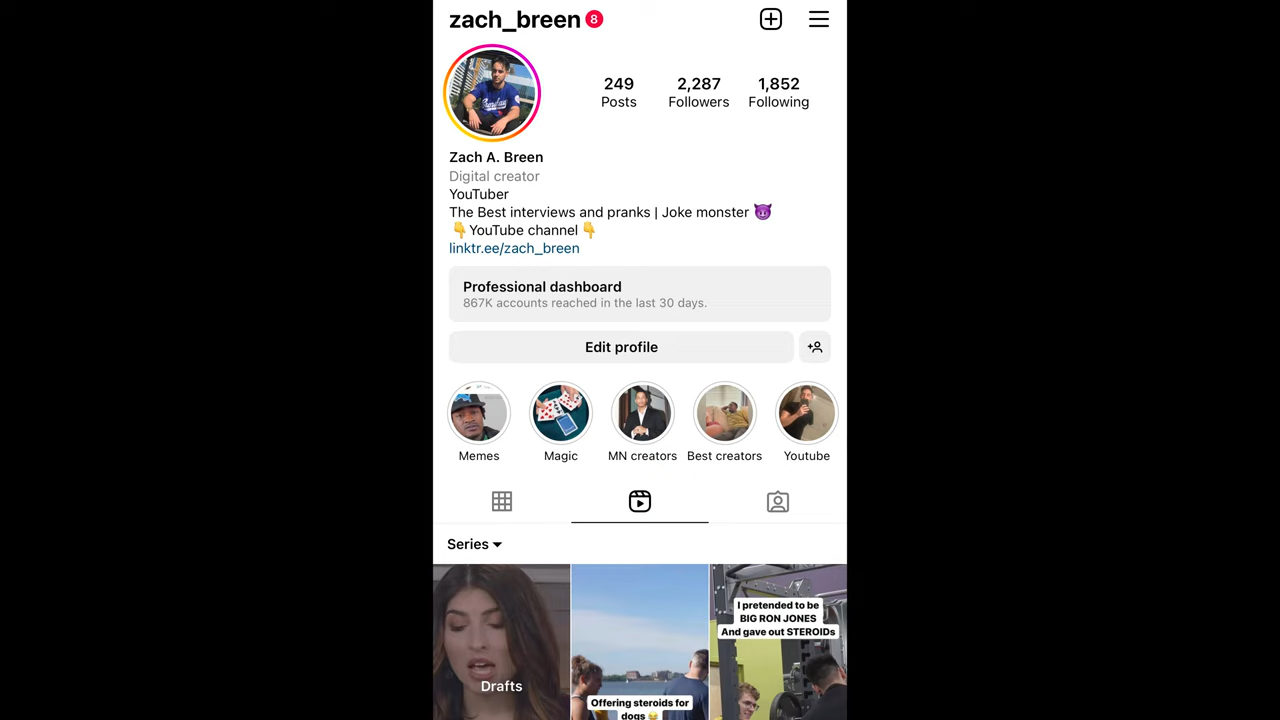 zach_breen 8
249 2,287 1,852
Posts Followers Following
Zach A. Breen
Digital creator
YouTuber
The Best interviews and pranks | Joke monster 😈
👇YouTube channel👇
linktr.ee/zach_breen
Professional dashboard
867K accounts reached in the last 30 days.
Edit profile
Memes Magic MN creators Best creators Youtube
Series
Drafts
Offering steroids for
dogs 😂
I pretended to be
BIG RON JONES
And gave out STEROIDs